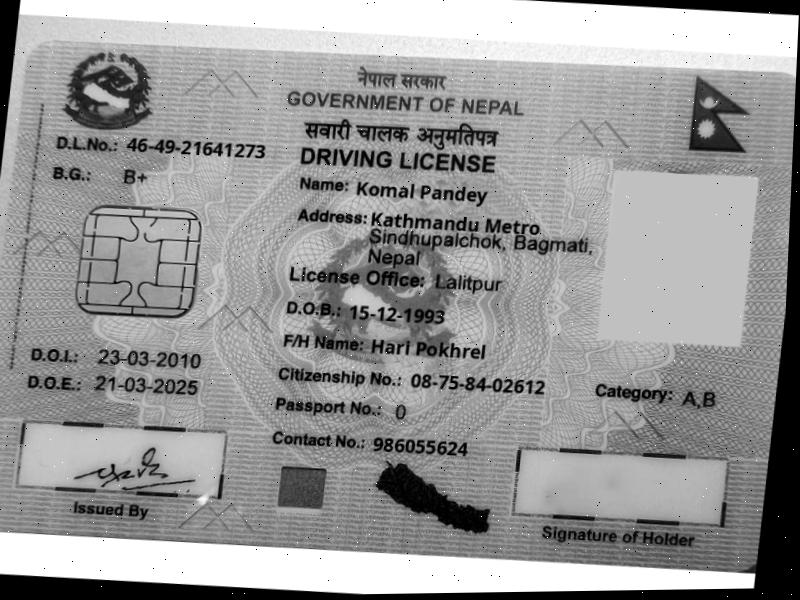 नेपाल सरकार
GOVERNMENT OF NEPAL
सवारी चालक अनुमतिपत्र
DRIVING LICENSE
D.L.No.: 46-49-21641273
B.G.: B+
Name: Komal Pandey
Address: Kathmandu Metro
Sindhupalchok, Bagmati,
Nepal
License Office: Lalitpur
D.O.B.: 15-12-1993
F/H Name: Hari Pokhrel
D.O.I.: 23-03-2010
D.O.E.: 21-03-2025
Citizenship No.: 08-75-84-02612
Category: A,B
Passport No.: 0
Contact No.: 986055624
Issued By
Signature of Holder